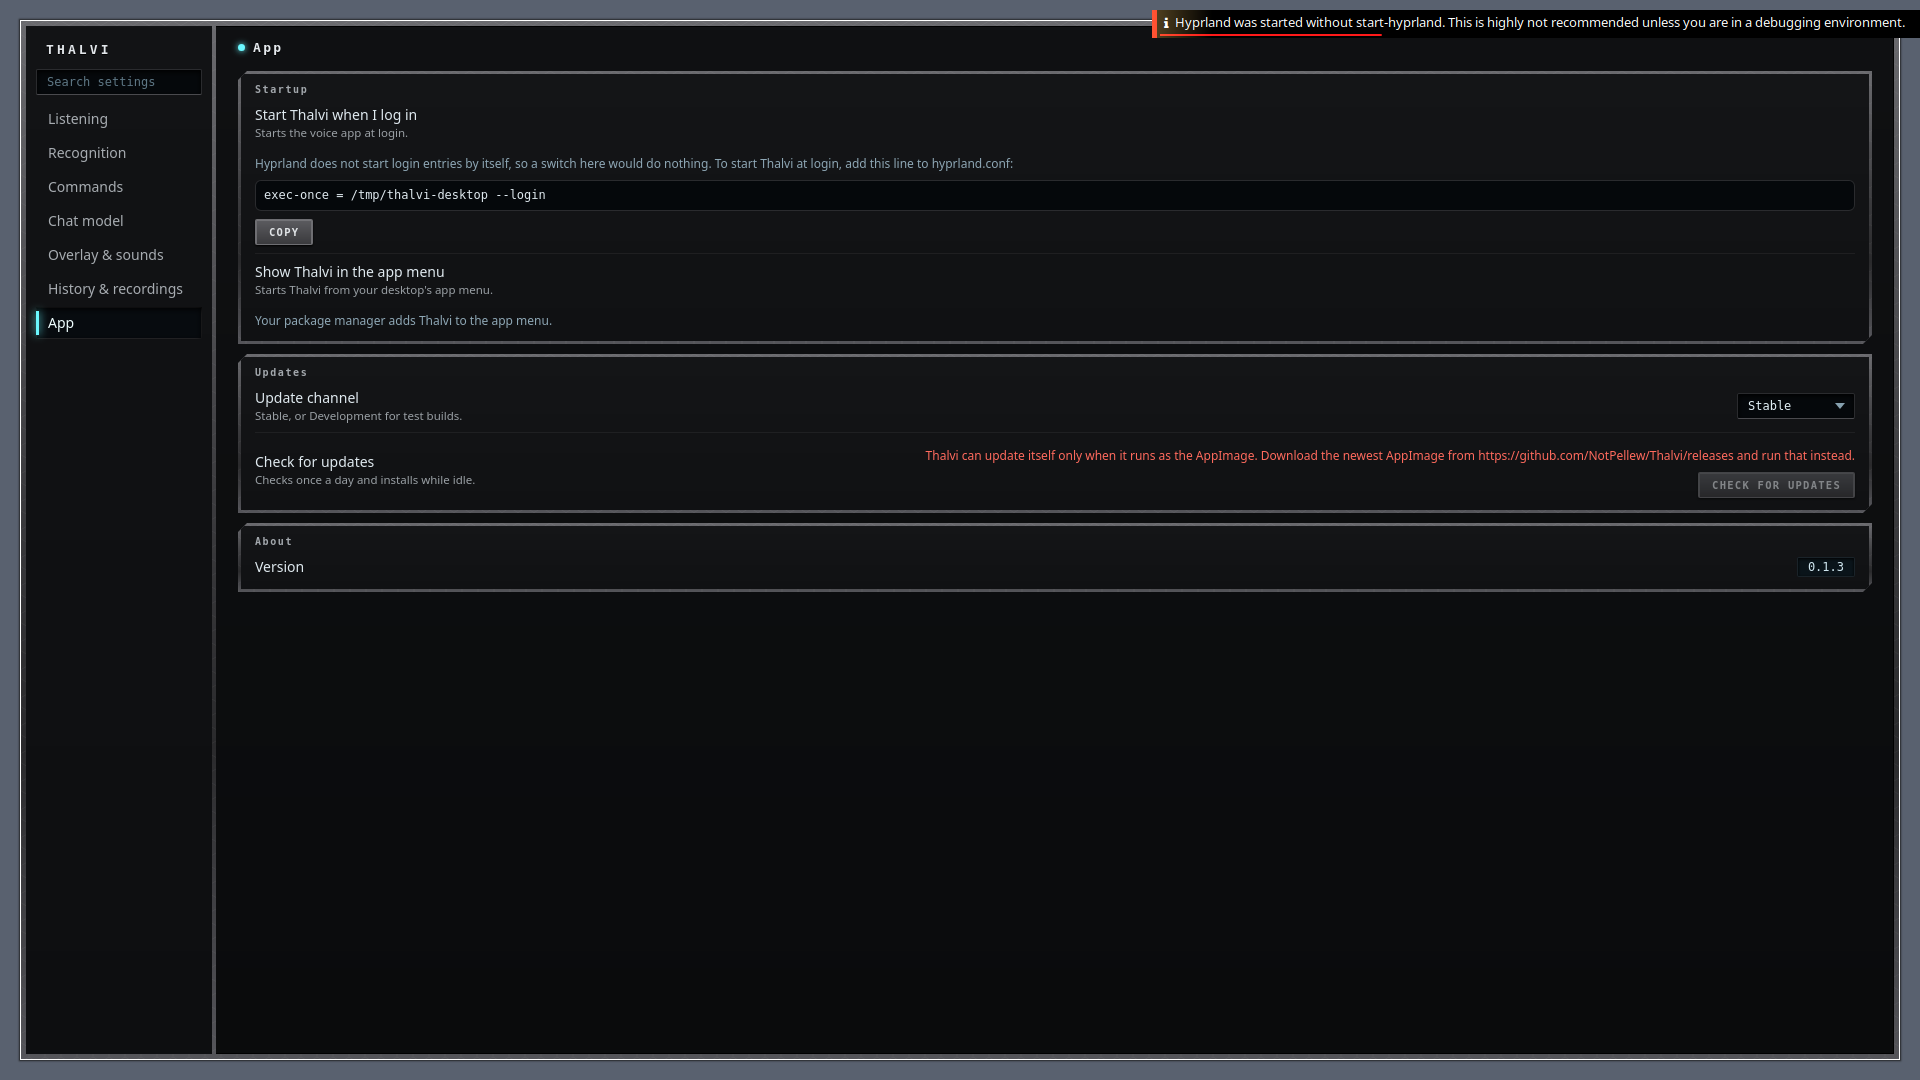 Hyprland was started without start-hyprland. This is highly not recommended unless you are in a debugging environment.
THALVI
Search settings
Listening
Recognition
Commands
Chat model
Overlay & sounds
History & recordings
App
App
Startup
Start Thalvi when I log in
Starts the voice app at login.
Hyprland does not start login entries by itself, so a switch here would do nothing. To start Thalvi at login, add this line to hyprland.conf:
exec-once = /tmp/thalvi-desktop --login
COPY
Show Thalvi in the app menu
Starts Thalvi from your desktop's app menu.
Your package manager adds Thalvi to the app menu.
Updates
Update channel
Stable, or Development for test builds.
Stable
Check for updates
Checks once a day and installs while idle.
Thalvi can update itself only when it runs as the AppImage. Download the newest AppImage from https://github.com/NotPellew/Thalvi/releases and run that instead.
CHECK FOR UPDATES
About
Version
0.1.3